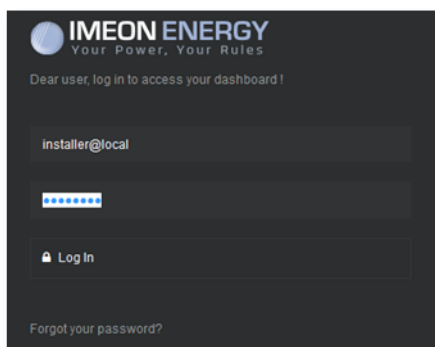 IMEON ENERGY
Your Power, Your Rules
Dear user, log in to access your dashboard !
installer@local
Log In
Forgot your password?